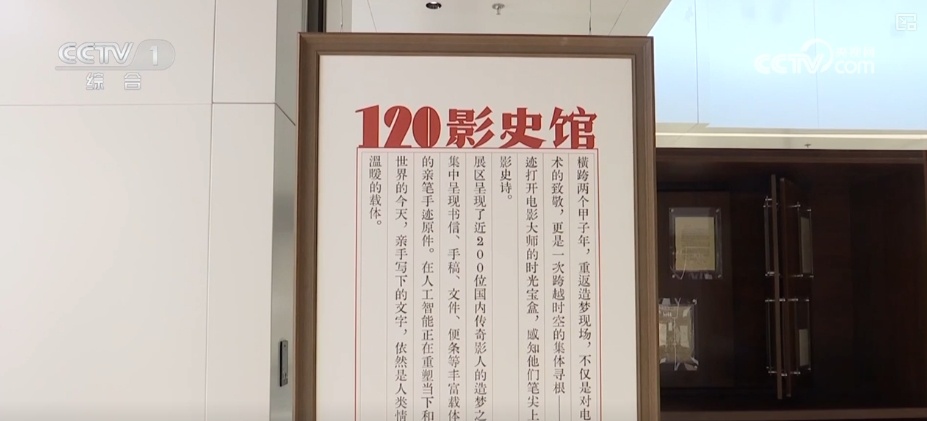 CCTV 1
综合
CCTV.com
120影史馆
横跨两个甲子年，重返造梦现场，不仅是对电
术的致敬，更是一次跨越时空的集体寻根——
迹打开电影大师的时光宝盒，感知他们笔尖上
影史诗。
展区呈现了近200位国内传奇影人的造梦之
集中呈现书信、手稿、文件、便条等丰富载体
的亲笔手迹原件。在人工智能正在重塑当下和
世界的今天，亲手写下的文字，依然是人类情
温暖的载体。